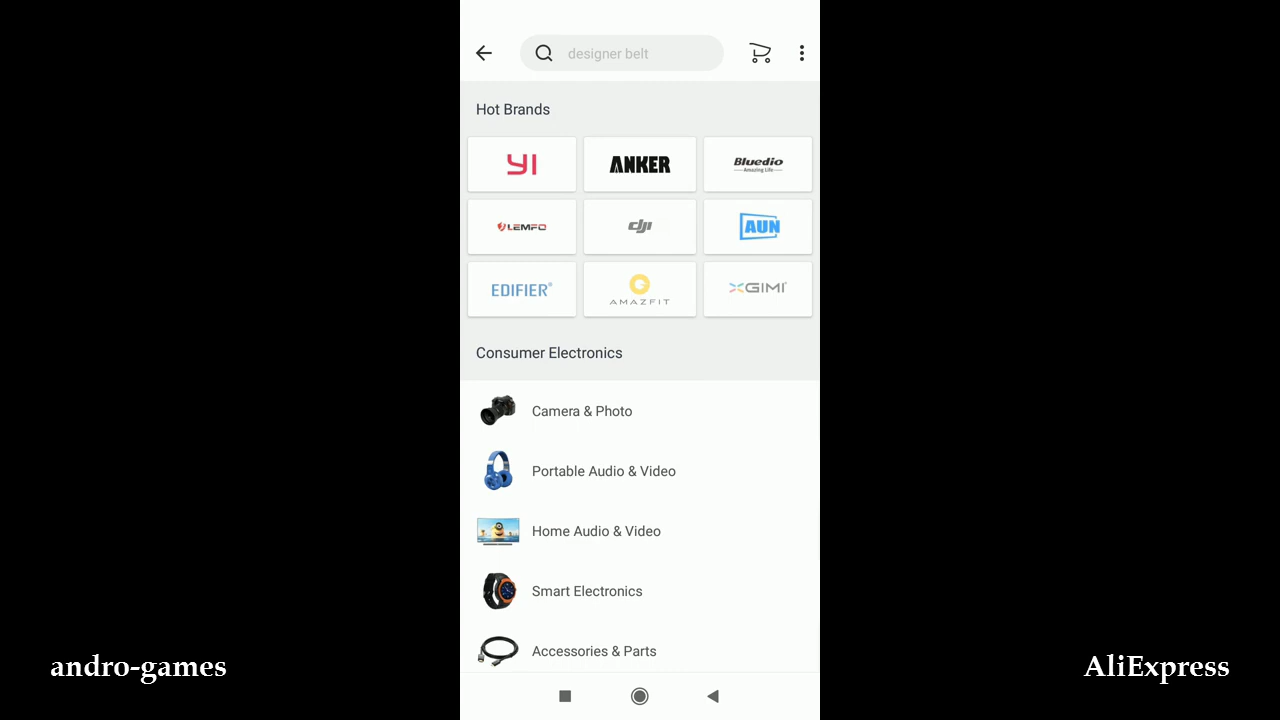 designer belt
Hot Brands
YI
ANKER
Bluedio
Amazing Life
LEMFO
dji
AUN
EDIFIER®
AMAZFIT
XGIMI®
Consumer Electronics
Camera & Photo
Portable Audio & Video
Home Audio & Video
Smart Electronics
Accessories & Parts
andro-games
AliExpress